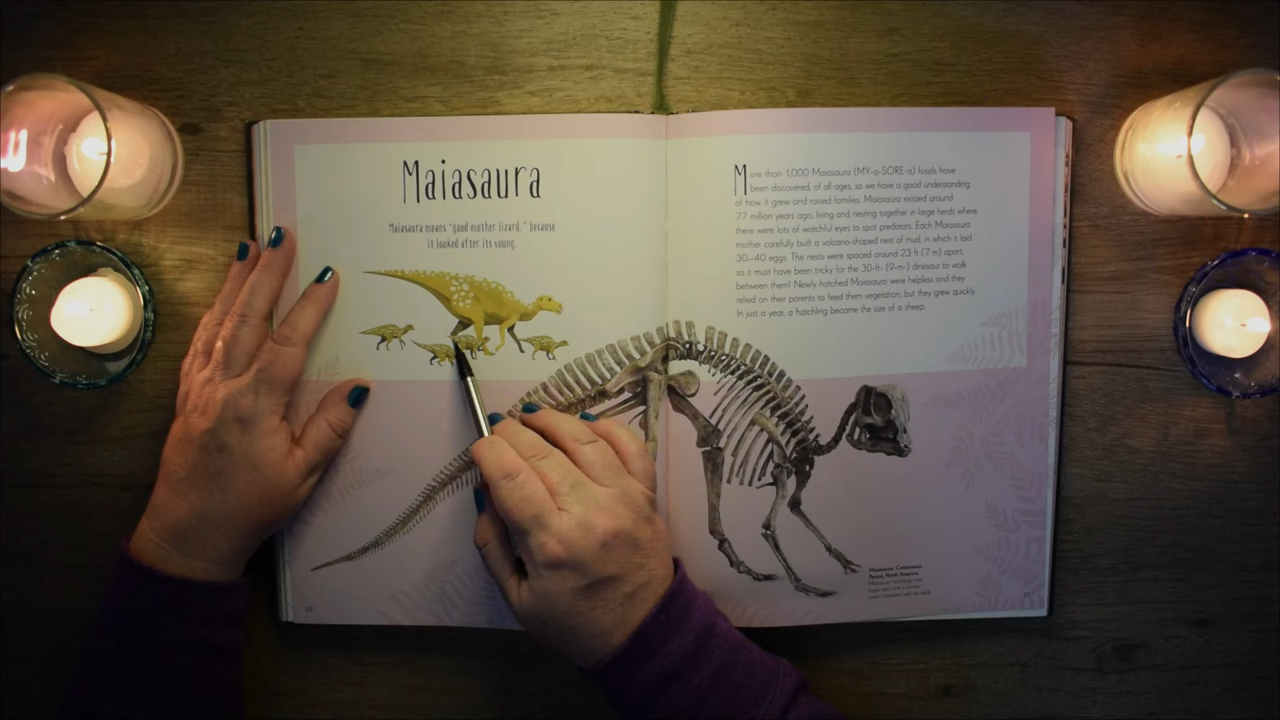 Maiasaura
Maiasaura means "good mother lizard," because
it looked after its young.
More than 1,000 Maiasaura (MY-a-SORE-a) fossils have
been discovered, of all ages, so we have a good understanding
of how it grew and raised families. Maiasaura existed around
77 million years ago, living and nesting together in large herds where
there were lots of watchful eyes to spot predators. Each Maiasaura
mother carefully built a volcano-shaped nest of mud, in which it laid
30–40 eggs. The nests were spaced around 23 ft (7 m) apart,
so it must have been tricky for the 30-ft- (9-m-) dinosaur to walk
between them! Newly hatched Maiasaura were helpless and they
relied on their parents to feed them vegetation, but they grew quickly.
In just a year, a hatchling became the size of a sheep.
Maiasaura: Cretaceous
Period, North America.
Maiasaura hatchlings had